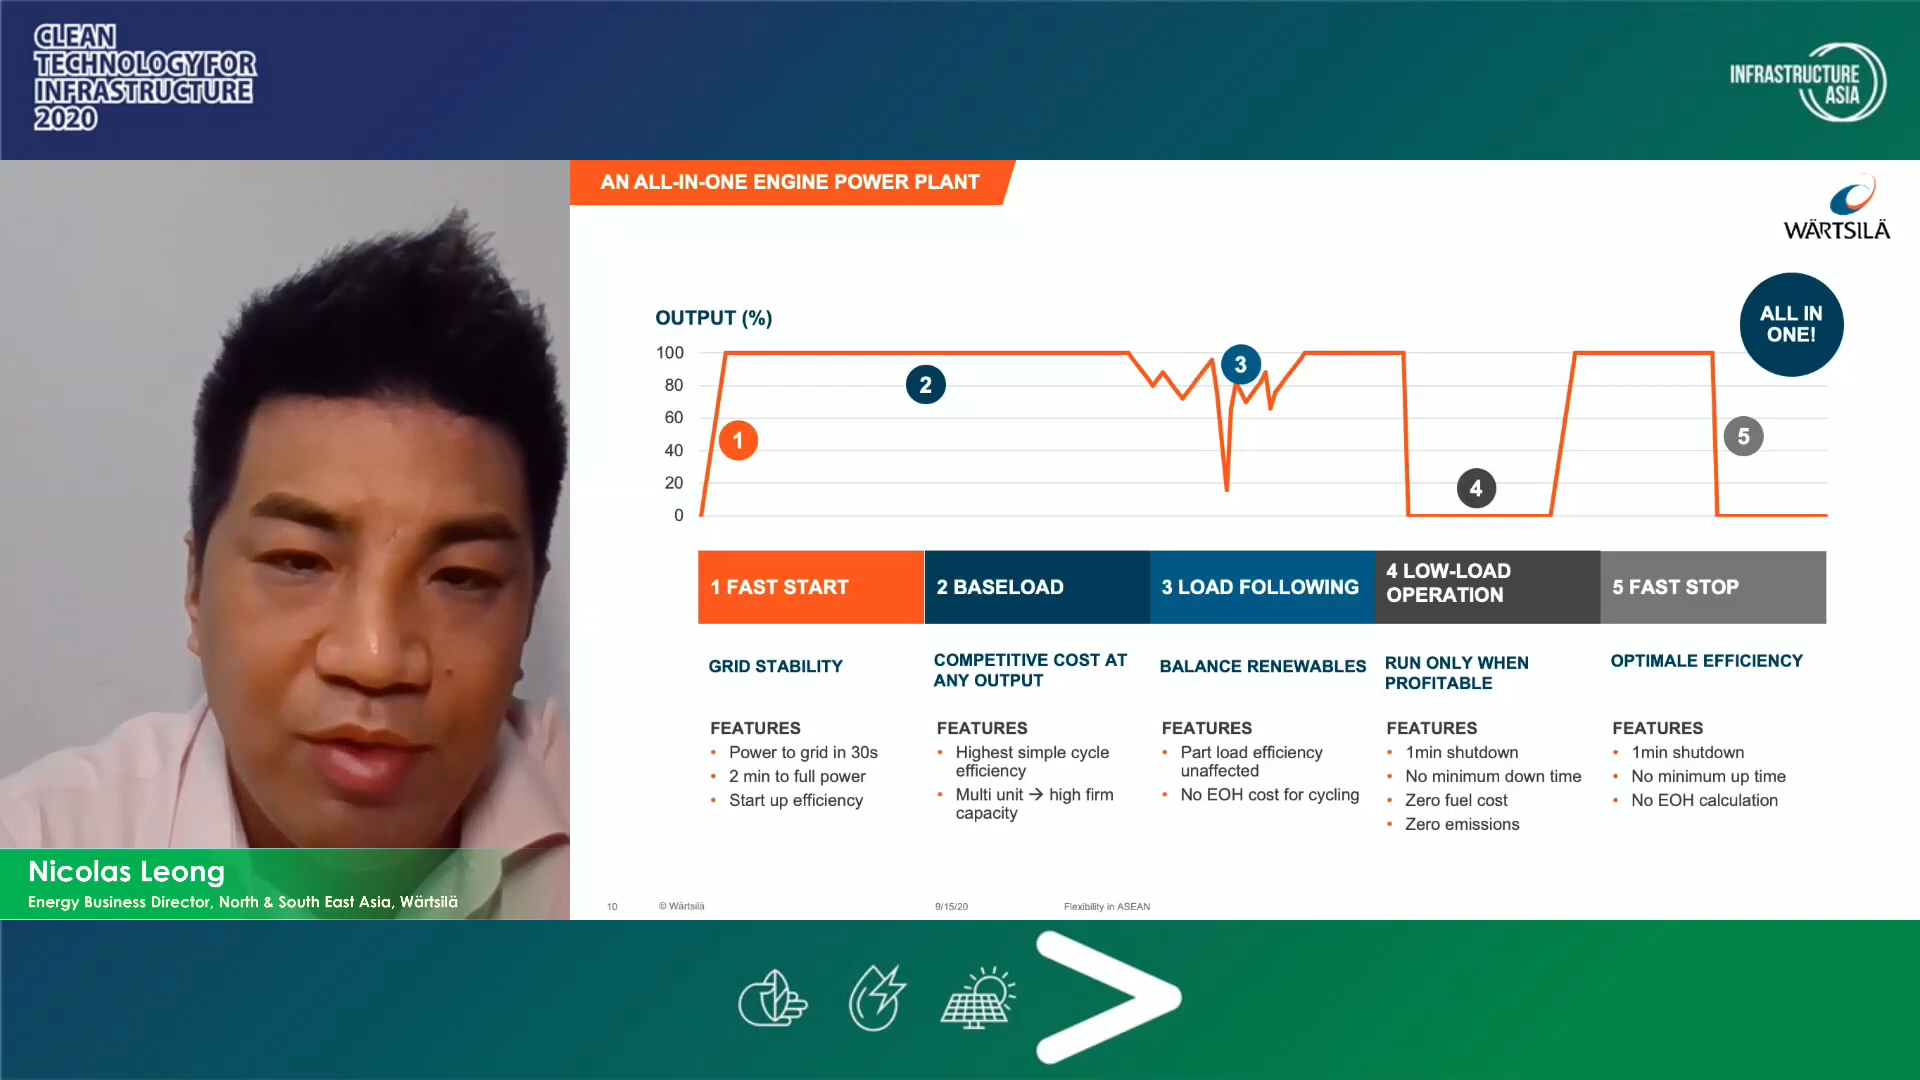 CLEAN
TECHNOLOGY FOR
INFRASTRUCTURE
2020
INFRASTRUCTURE
ASIA
AN ALL-IN-ONE ENGINE POWER PLANT
WÄRTSILÄ
ALL IN
ONE!
OUTPUT (%)
100
80
60
40
20
0
1
2
3
4
5
1 FAST START
2 BASELOAD
3 LOAD FOLLOWING
4 LOW-LOAD
OPERATION
5 FAST STOP
GRID STABILITY
COMPETITIVE COST AT
ANY OUTPUT
BALANCE RENEWABLES
RUN ONLY WHEN
PROFITABLE
OPTIMALE EFFICIENCY
FEATURES
• Power to grid in 30s
• 2 min to full power
• Start up efficiency
FEATURES
• Highest simple cycle
efficiency
• Multi unit → high firm
capacity
FEATURES
• Part load efficiency
unaffected
• No EOH cost for cycling
FEATURES
• 1min shutdown
• No minimum down time
• Zero fuel cost
• Zero emissions
FEATURES
• 1min shutdown
• No minimum up time
• No EOH calculation
Nicolas Leong
Energy Business Director, North & South East Asia, Wärtsilä
10
© Wärtsilä
9/15/20
Flexibility in ASEAN